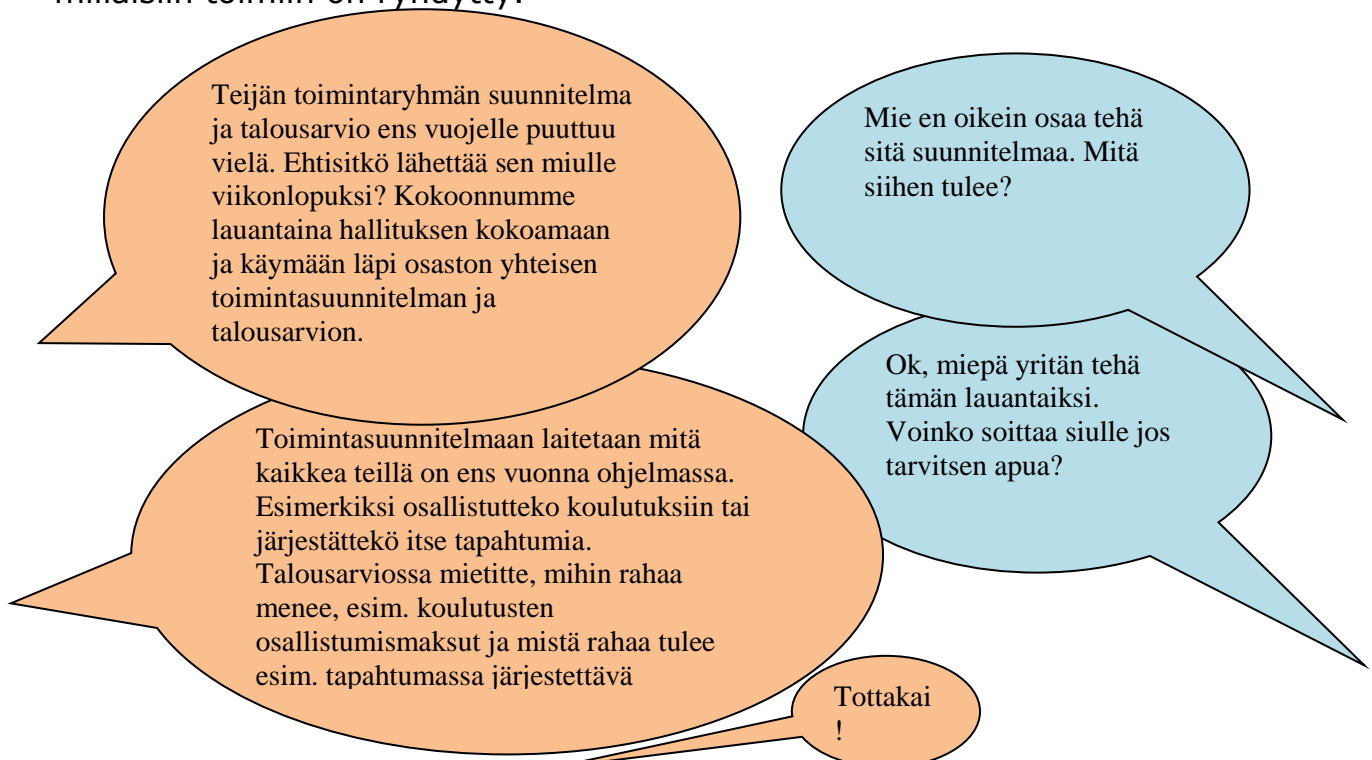 millaisiin toimiin on ryhdytty.
Teijän toimintaryhmän suunnitelma
ja talousarvio ens vuojelle puuttuu
vielä. Ehtisitkö lähettää sen miulle
viikonlopuksi? Kokoonnumme
lauantaina hallituksen kokoamaan
ja käymään läpi osaston yhteisen
toimintasuunnitelman ja
talousarvion.
Mie en oikein osaa tehä
sitä suunnitelmaa. Mitä
siihen tulee?
Toimintasuunnitelmaan laitetaan mitä
kaikkea teillä on ens vuonna ohjelmassa.
Esimerkiksi osallistutteko koulutuksiin tai
järjestättekö itse tapahtumia.
Talousarviossa mietitte, mihin rahaa
menee, esim. koulutusten
osallistumismaksut ja mistä rahaa tulee
esim. tapahtumassa järjestettävä
Ok, miepä yritän tehä
tämän lauantaiksi.
Voinko soittaa siulle jos
tarvitsen apua?
Tottakai
!